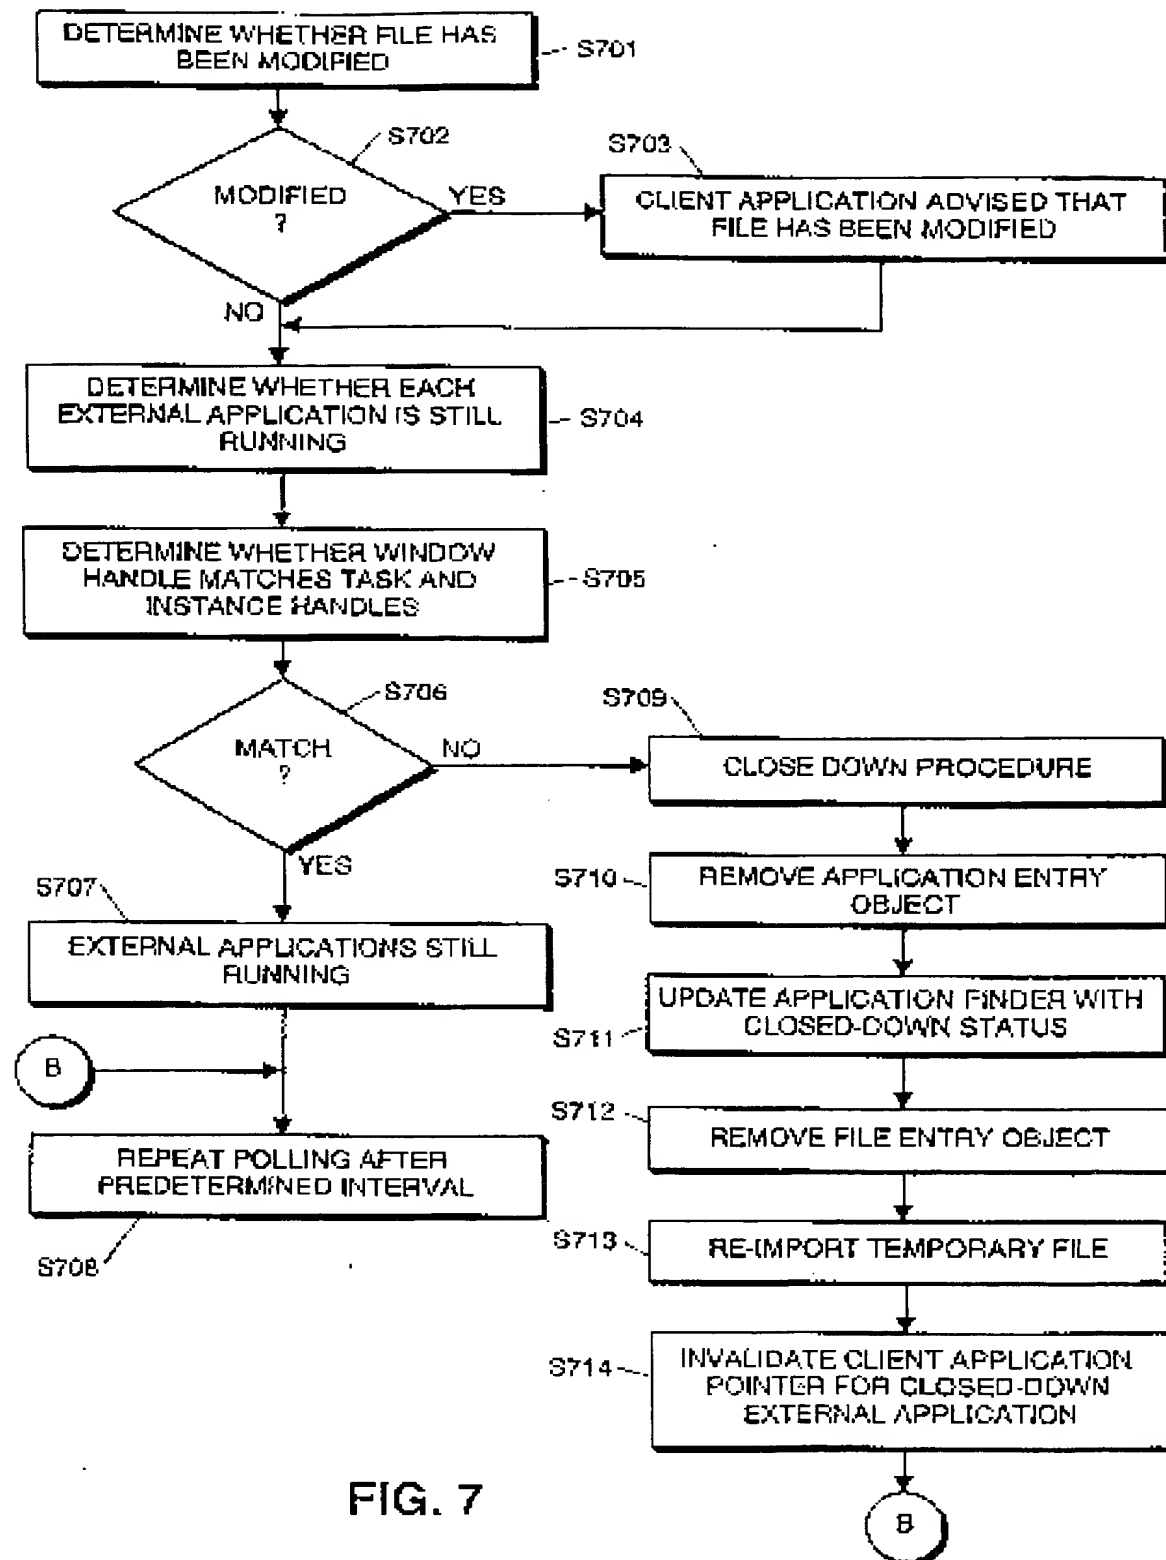 DETERMINE WHETHER FILE HAS
BEEN MODIFIED
S701
S702
MODIFIED
?
YES
NO
S703
CLIENT APPLICATION ADVISED THAT
FILE HAS BEEN MODIFIED
DETERMINE WHETHER EACH
EXTERNAL APPLICATION IS STILL
RUNNING
S704
DETERMINE WHETHER WINDOW
HANDLE MATCHES TASK AND
INSTANCE HANDLES
S705
S706
MATCH
?
NO
YES
S707
EXTERNAL APPLICATIONS STILL
RUNNING
B
REPEAT POLLING AFTER
PREDETERMINED INTERVAL
S708
S709
CLOSE DOWN PROCEDURE
S710
REMOVE APPLICATION ENTRY
OBJECT
UPDATE APPLICATION FINDER WITH
CLOSED-DOWN STATUS
S711
S712
REMOVE FILE ENTRY OBJECT
S713
RE-IMPORT TEMPORARY FILE
S714
INVALIDATE CLIENT APPLICATION
POINTER FOR CLOSED-DOWN
EXTERNAL APPLICATION
B
FIG. 7